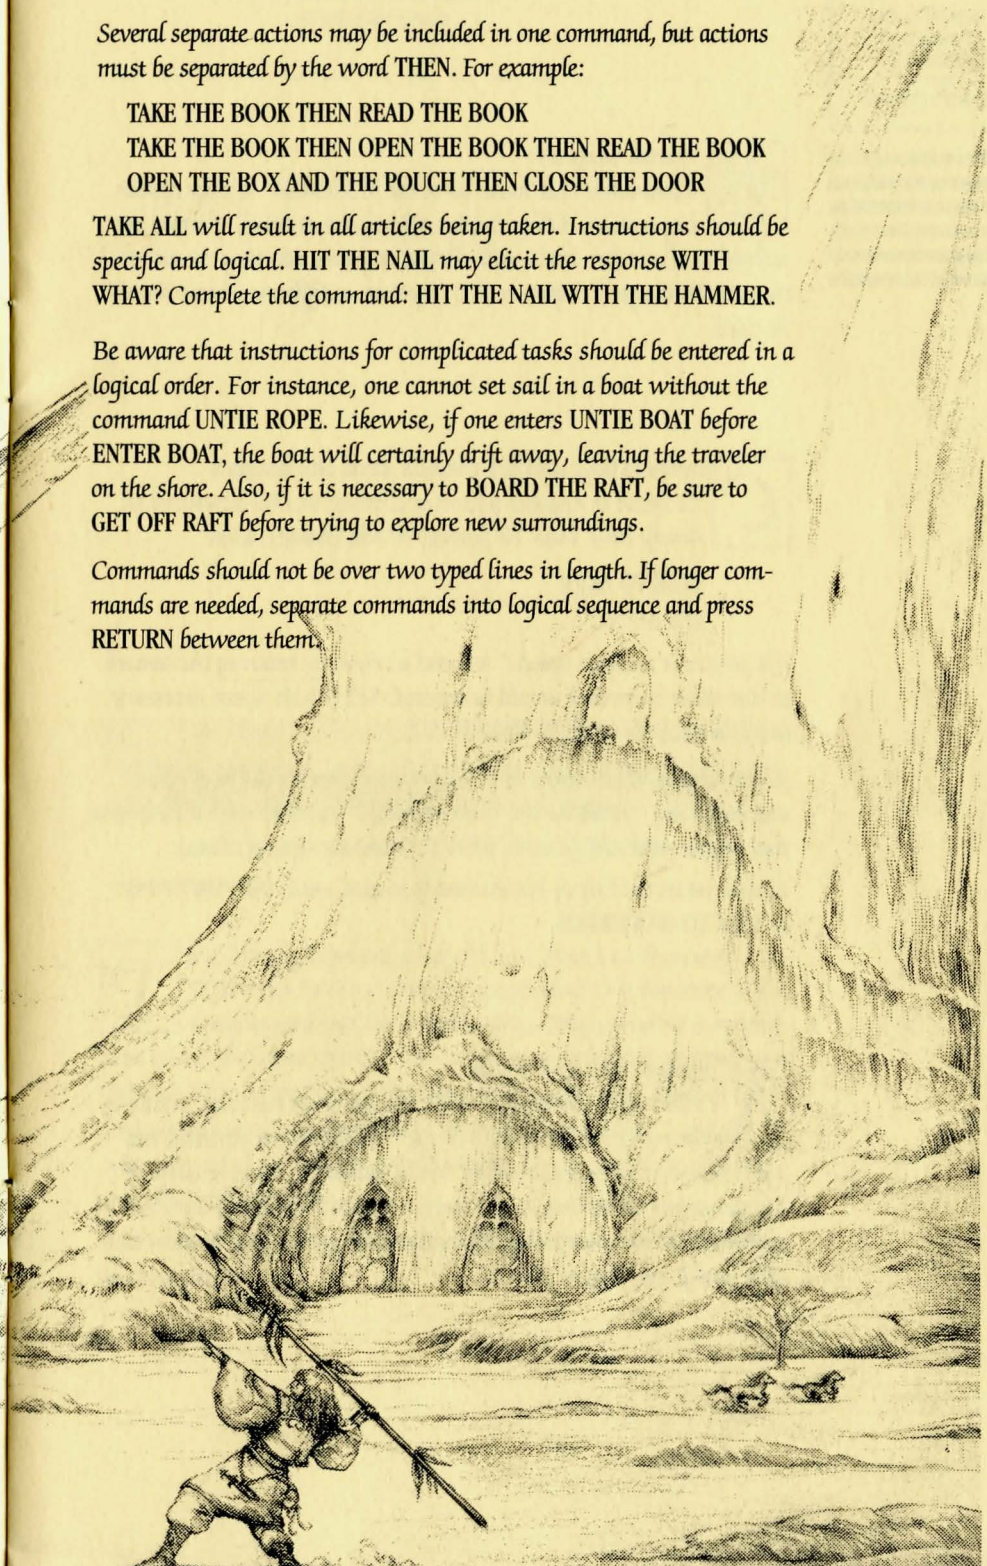 Several separate actions may be included in one command, but actions
must be separated by the word THEN. For example:
TAKE THE BOOK THEN READ THE BOOK
TAKE THE BOOK THEN OPEN THE BOOK THEN READ THE BOOK
OPEN THE BOX AND THE POUCH THEN CLOSE THE DOOR
TAKE ALL will result in all articles being taken. Instructions should be
specific and logical. HIT THE NAIL may elicit the response WITH
WHAT? Complete the command: HIT THE NAIL WITH THE HAMMER.
Be aware that instructions for complicated tasks should be entered in a
logical order. For instance, one cannot set sail in a boat without the
command UNTIE ROPE. Likewise, if one enters UNTIE BOAT before
ENTER BOAT, the boat will certainly drift away, leaving the traveler
on the shore. Also, if it is necessary to BOARD THE RAFT, be sure to
GET OFF RAFT before trying to explore new surroundings.
Commands should not be over two typed lines in length. If longer com-
mands are needed, separate commands into logical sequence and press
RETURN between them.